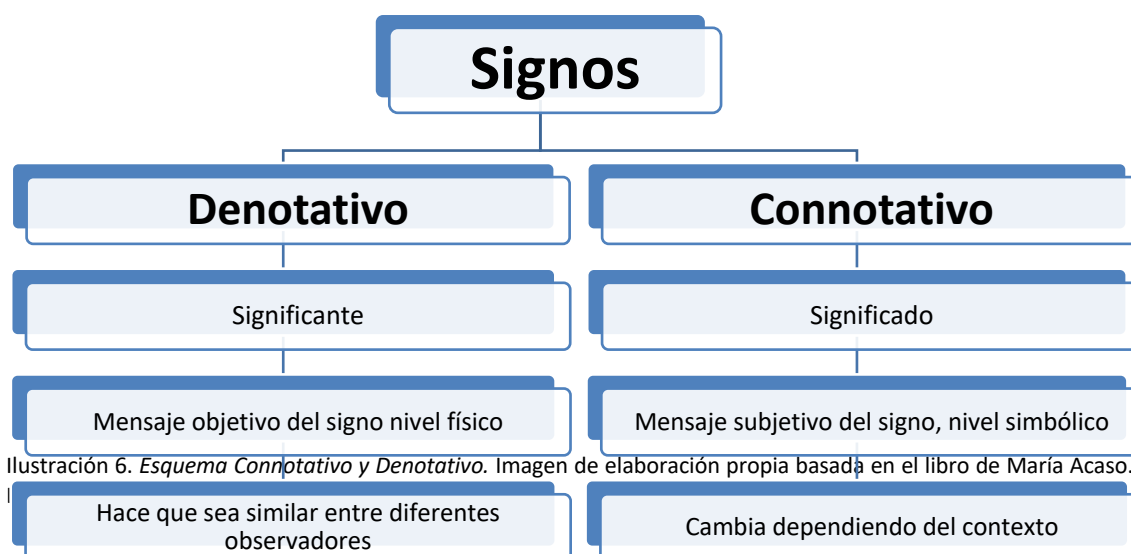 Signos
Denotativo
Connotativo
Significante
Significado
Mensaje objetivo del signo nivel físico
Mensaje subjetivo del signo, nivel simbólico
Ilustración 6. Esquema Connotativo y Denotativo. Imagen de elaboración propia basada en el libro de María Acaso.
Hace que sea similar entre diferentes
observadores
Cambia dependiendo del contexto